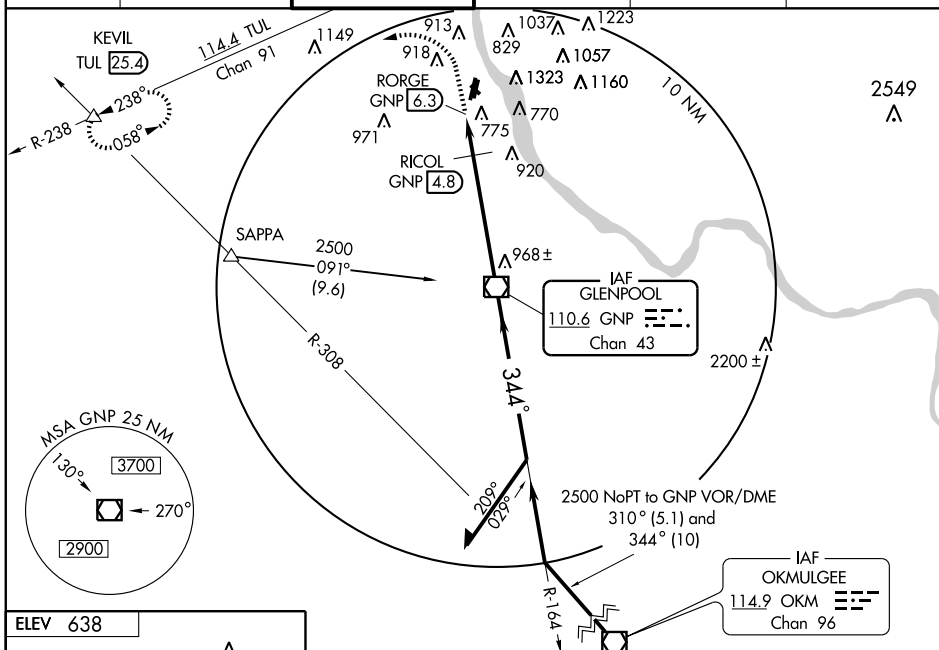 KEVIL
TUL 25.4
114.4 TUL
Chan 91
1149
913
918
829
1037
1223
1057
1323
1160
2549
10 NM
RORGE
GNP 6.3
971
775
770
920
RICOL
GNP 4.8
238°
058°
R-238
SAPPA
2500
091°
(9.6)
968±
IAF
GLENPOOL
110.6 GNP
Chan 43
2200±
R-308
344°
MSA GNP 25 NM
130°
3700
270°
2900
209°
029°
2500 NoPT to GNP VOR/DME
310° (5.1) and
344° (10)
IAF
OKMULGEE
114.9 OKM
Chan 96
R-164
ELEV 638